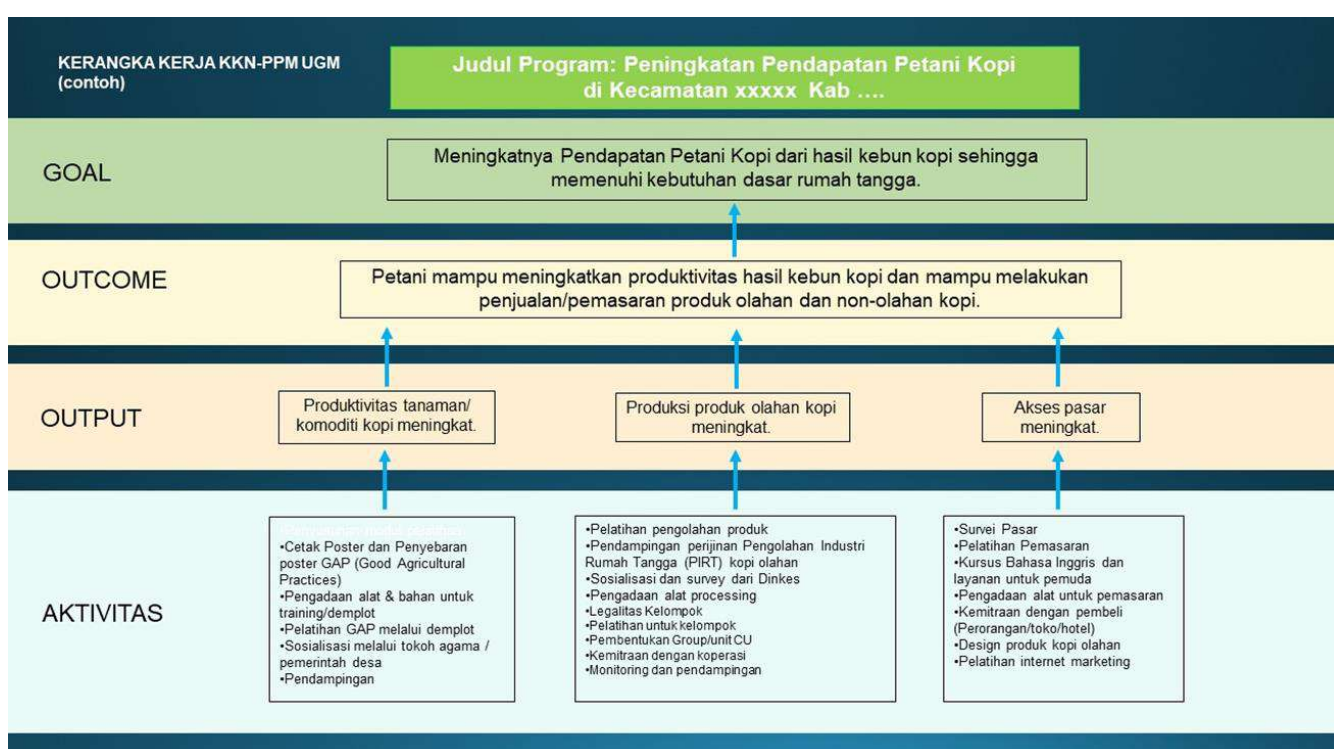 KERANGKA KERJA KKN-PPM UGM
(contoh)
Judul Program: Peningkatan Pendapatan Petani Kopi
di Kecamatan xxxxx Kab ....
GOAL
Meningkatnya Pendapatan Petani Kopi dari hasil kebun kopi sehingga
memenuhi kebutuhan dasar rumah tangga.
OUTCOME
Petani mampu meningkatkan produktivitas hasil kebun kopi dan mampu melakukan
penjualan/pemasaran produk olahan dan non-olahan kopi.
OUTPUT
Produktivitas tanaman/
komoditi kopi meningkat.
Produksi produk olahan kopi
meningkat.
Akses pasar
meningkat.
AKTIVITAS
•Cetak Poster dan Penyebaran
poster GAP (Good Agricultural
Practices)
•Pengadaan alat & bahan untuk
training/demplot
•Pelatihan GAP melalui demplot
•Sosialisasi melalui tokoh agama /
pemerintah desa
•Pendampingan
•Pelatihan pengolahan produk
•Pendampingan perijinan Pengolahan Industri
Rumah Tangga (PIRT) kopi olahan
•Sosialisasi dan survey dari Dinkes
•Pengadaan alat processing
•Legalitas Kelompok
•Pelatihan untuk kelompok
•Pembentukan Group/unit CU
•Kemitraan dengan koperasi
•Monitoring dan pendampingan
•Survei Pasar
•Pelatihan Pemasaran
•Kursus Bahasa Inggris dan
layanan untuk pemuda
•Pengadaan alat untuk pemasaran
•Kemitraan dengan pembeli
(Perorangan/toko/hotel)
•Design produk kopi olahan
•Pelatihan internet marketing